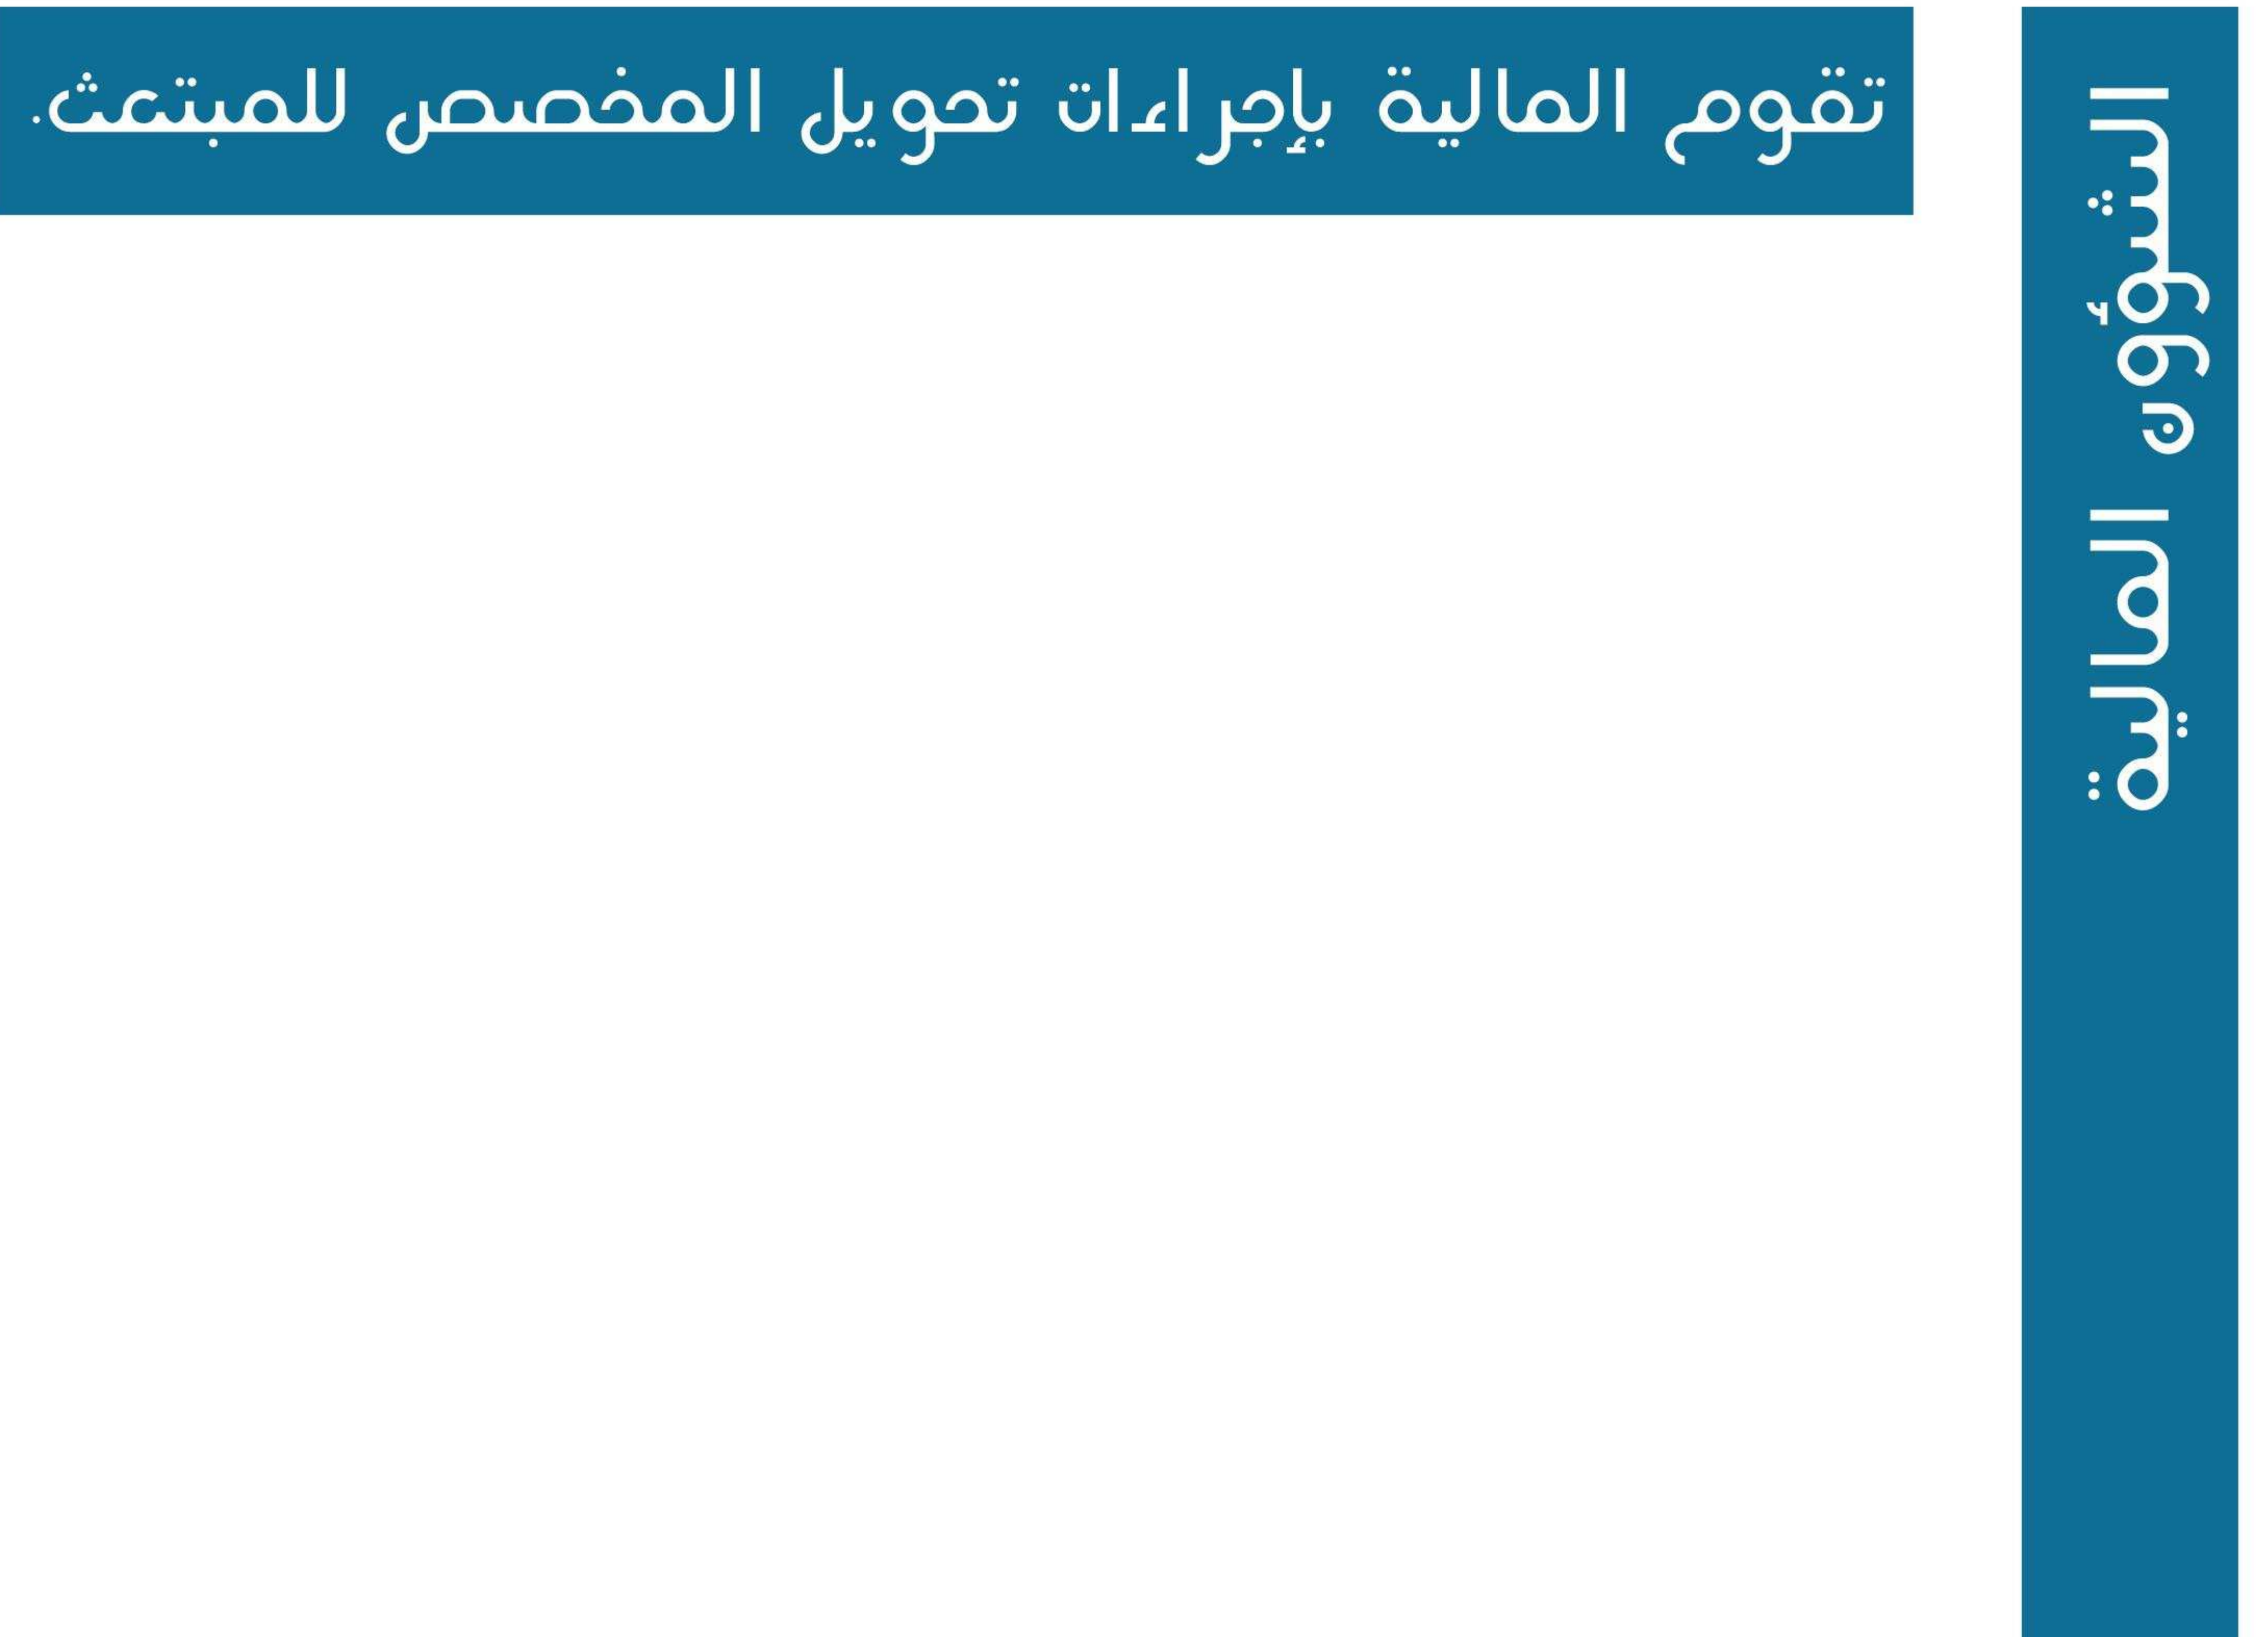 الشؤون المالية
تقوم المالية بإجراءات تحويل المخصص للمبتعث.